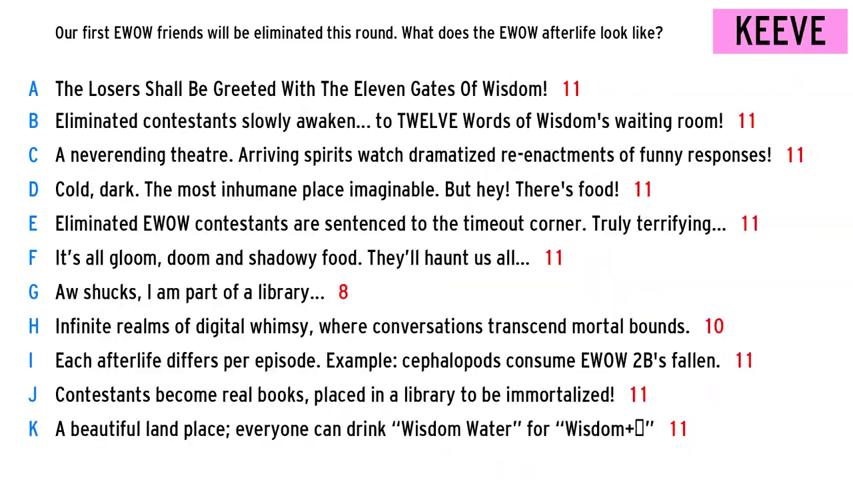 Our first EWOW friends will be eliminated this round. What does the EWOW afterlife look like?
KEEVE
A The Losers Shall Be Greeted With The Eleven Gates Of Wisdom! 11
B Eliminated contestants slowly awaken... to TWELVE Words of Wisdom's waiting room! 11
C A neverending theatre. Arriving spirits watch dramatized re-enactments of funny responses! 11
D Cold, dark. The most inhumane place imaginable. But hey! There's food! 11
E Eliminated EWOW contestants are sentenced to the timeout corner. Truly terrifying... 11
F It’s all gloom, doom and shadowy food. They’ll haunt us all... 11
G Aw shucks, I am part of a library... 8
H Infinite realms of digital whimsy, where conversations transcend mortal bounds. 10
I Each afterlife differs per episode. Example: cephalopods consume EWOW 2B's fallen. 11
J Contestants become real books, placed in a library to be immortalized! 11
K A beautiful land place; everyone can drink “Wisdom Water” for “Wisdom+▯” 11